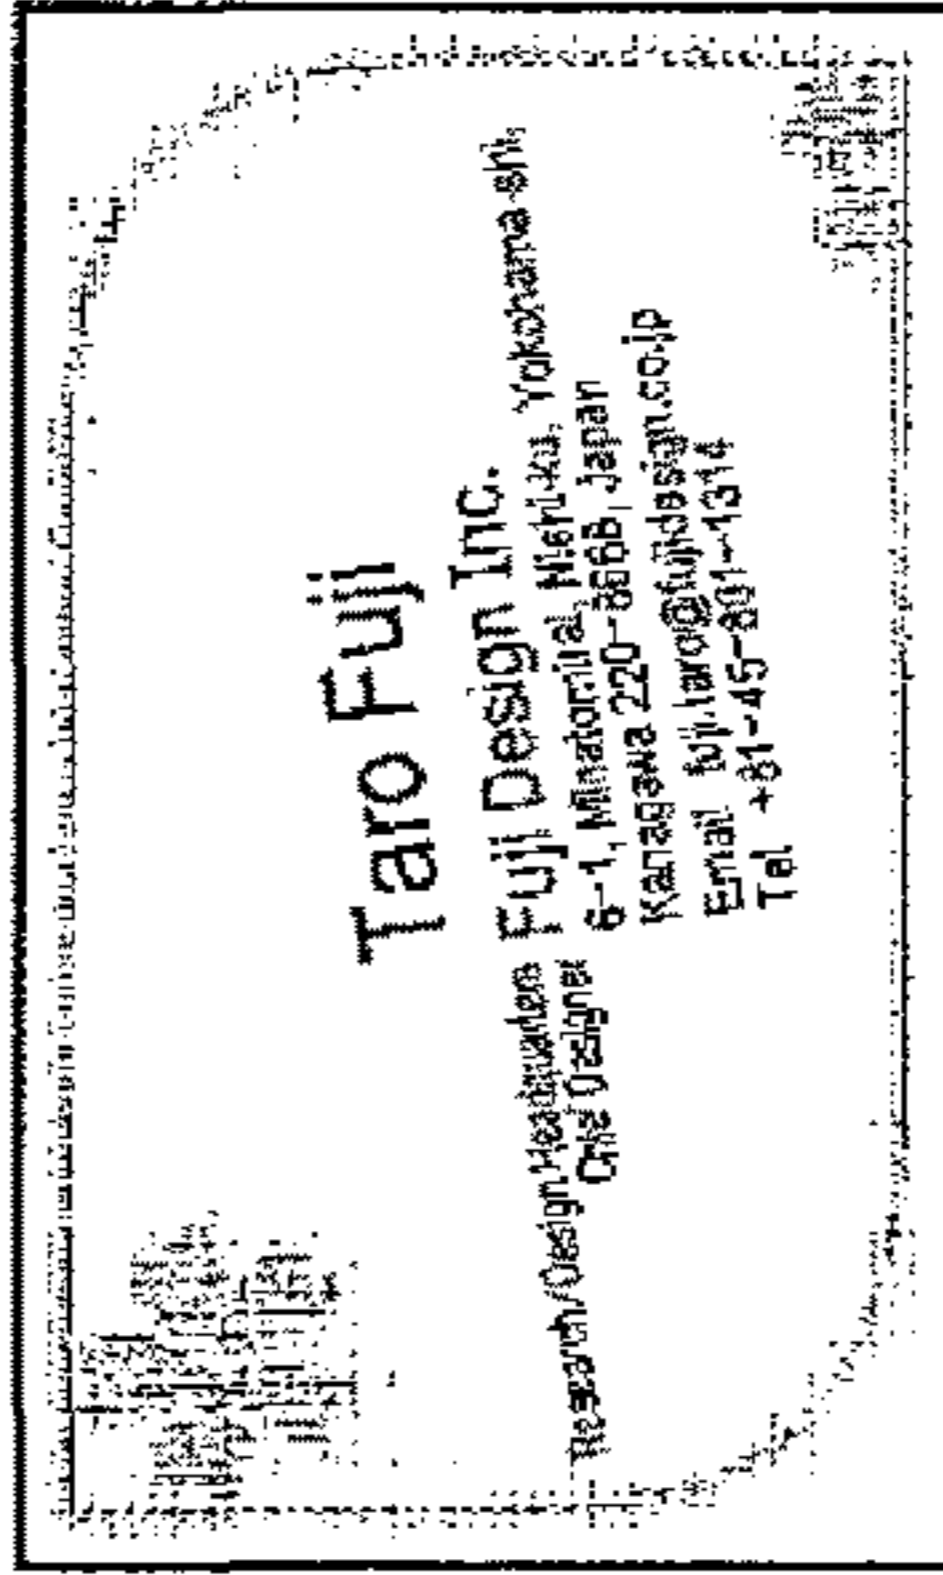 Taro Fuji
Fuji Design Inc.
Research/Design Headquarters
Chief Designer
6-1, Minatomirai, Nishi-ku, Yokohama-shi,
Kanagawa 220-8668, Japan
Email fuji.taro@fujidesign.co.jp
Tel +81-45-801-1314